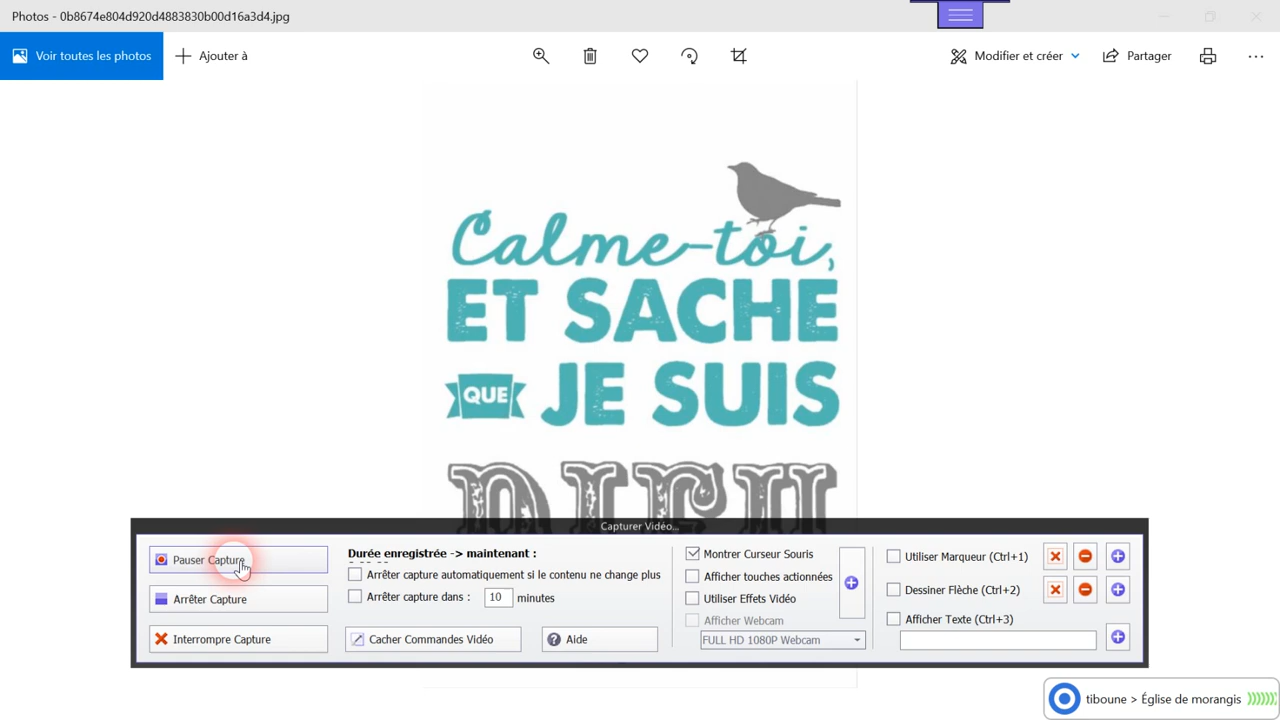 Photos - 0b8674e804d920d4883830b00d16a3d4.jpg
Voir toutes les photos
Ajouter à
Modifier et créer
Partager
Calme-toi,
ET SACHE
QUE JE SUIS
DIEU
Capturer Vidéo...
Pauser Capture
Arrêter Capture
Interrompre Capture
Durée enregistrée -> maintenant :
Arrêter capture automatiquement si le contenu ne change plus
Arrêter capture dans : 10 minutes
Cacher Commandes Vidéo
Aide
Montrer Curseur Souris
Afficher touches actionnées
Utiliser Effets Vidéo
Afficher Webcam
FULL HD 1080P Webcam
Utiliser Marqueur (Ctrl+1)
Dessiner Flèche (Ctrl+2)
Afficher Texte (Ctrl+3)
tiboune > Église de morangis